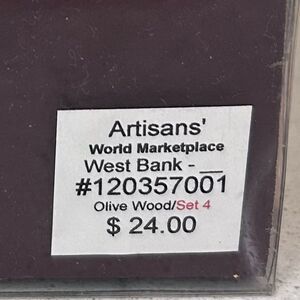 Artisans'
World Marketplace
West Bank - __
#120357001
Olive Wood/Set 4
$ 24.00